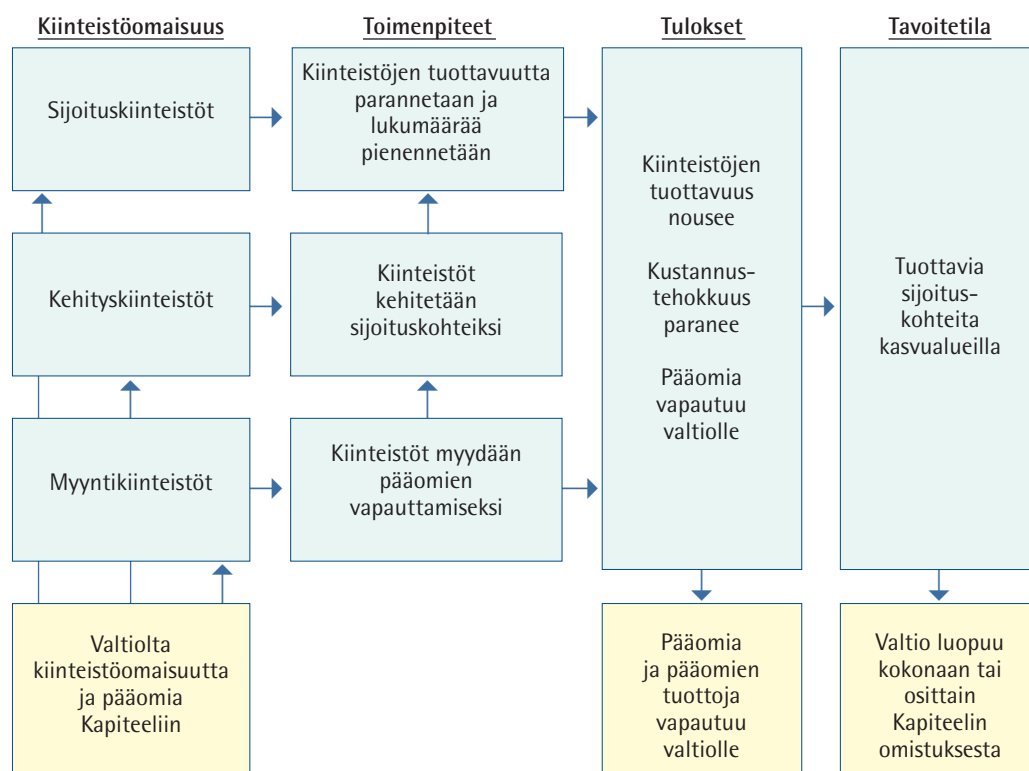 Kiinteistöomaisuus
Toimenpiteet
Tulokset
Tavoitetila
Sijoituskiinteistöt
Kiinteistöjen tuottavuutta
parannetaan ja
lukumäärää
pienennetään
Kehityskiinteistöt
Kiinteistöt
kehitetään
sijoituskohteiksi
Myyntikiinteistöt
Kiinteistöt myydään
pääomien
vapauttamiseksi
Kiinteistöjen
tuottavuus
nousee
Kustannus-
tehokkuus
paranee
Pääomia
vapautuu
valtiolle
Tuottavia
sijoitus-
kohteita
kasvualueilla
Valtiolta
kiinteistöomaisuutta
ja pääomia
Kapiteeliin
Pääomia
ja pääomien
tuottoja
vapautuu
valtiolle
Valtio luopuu
kokonaan tai
osittain
Kapiteelin
omistuksesta